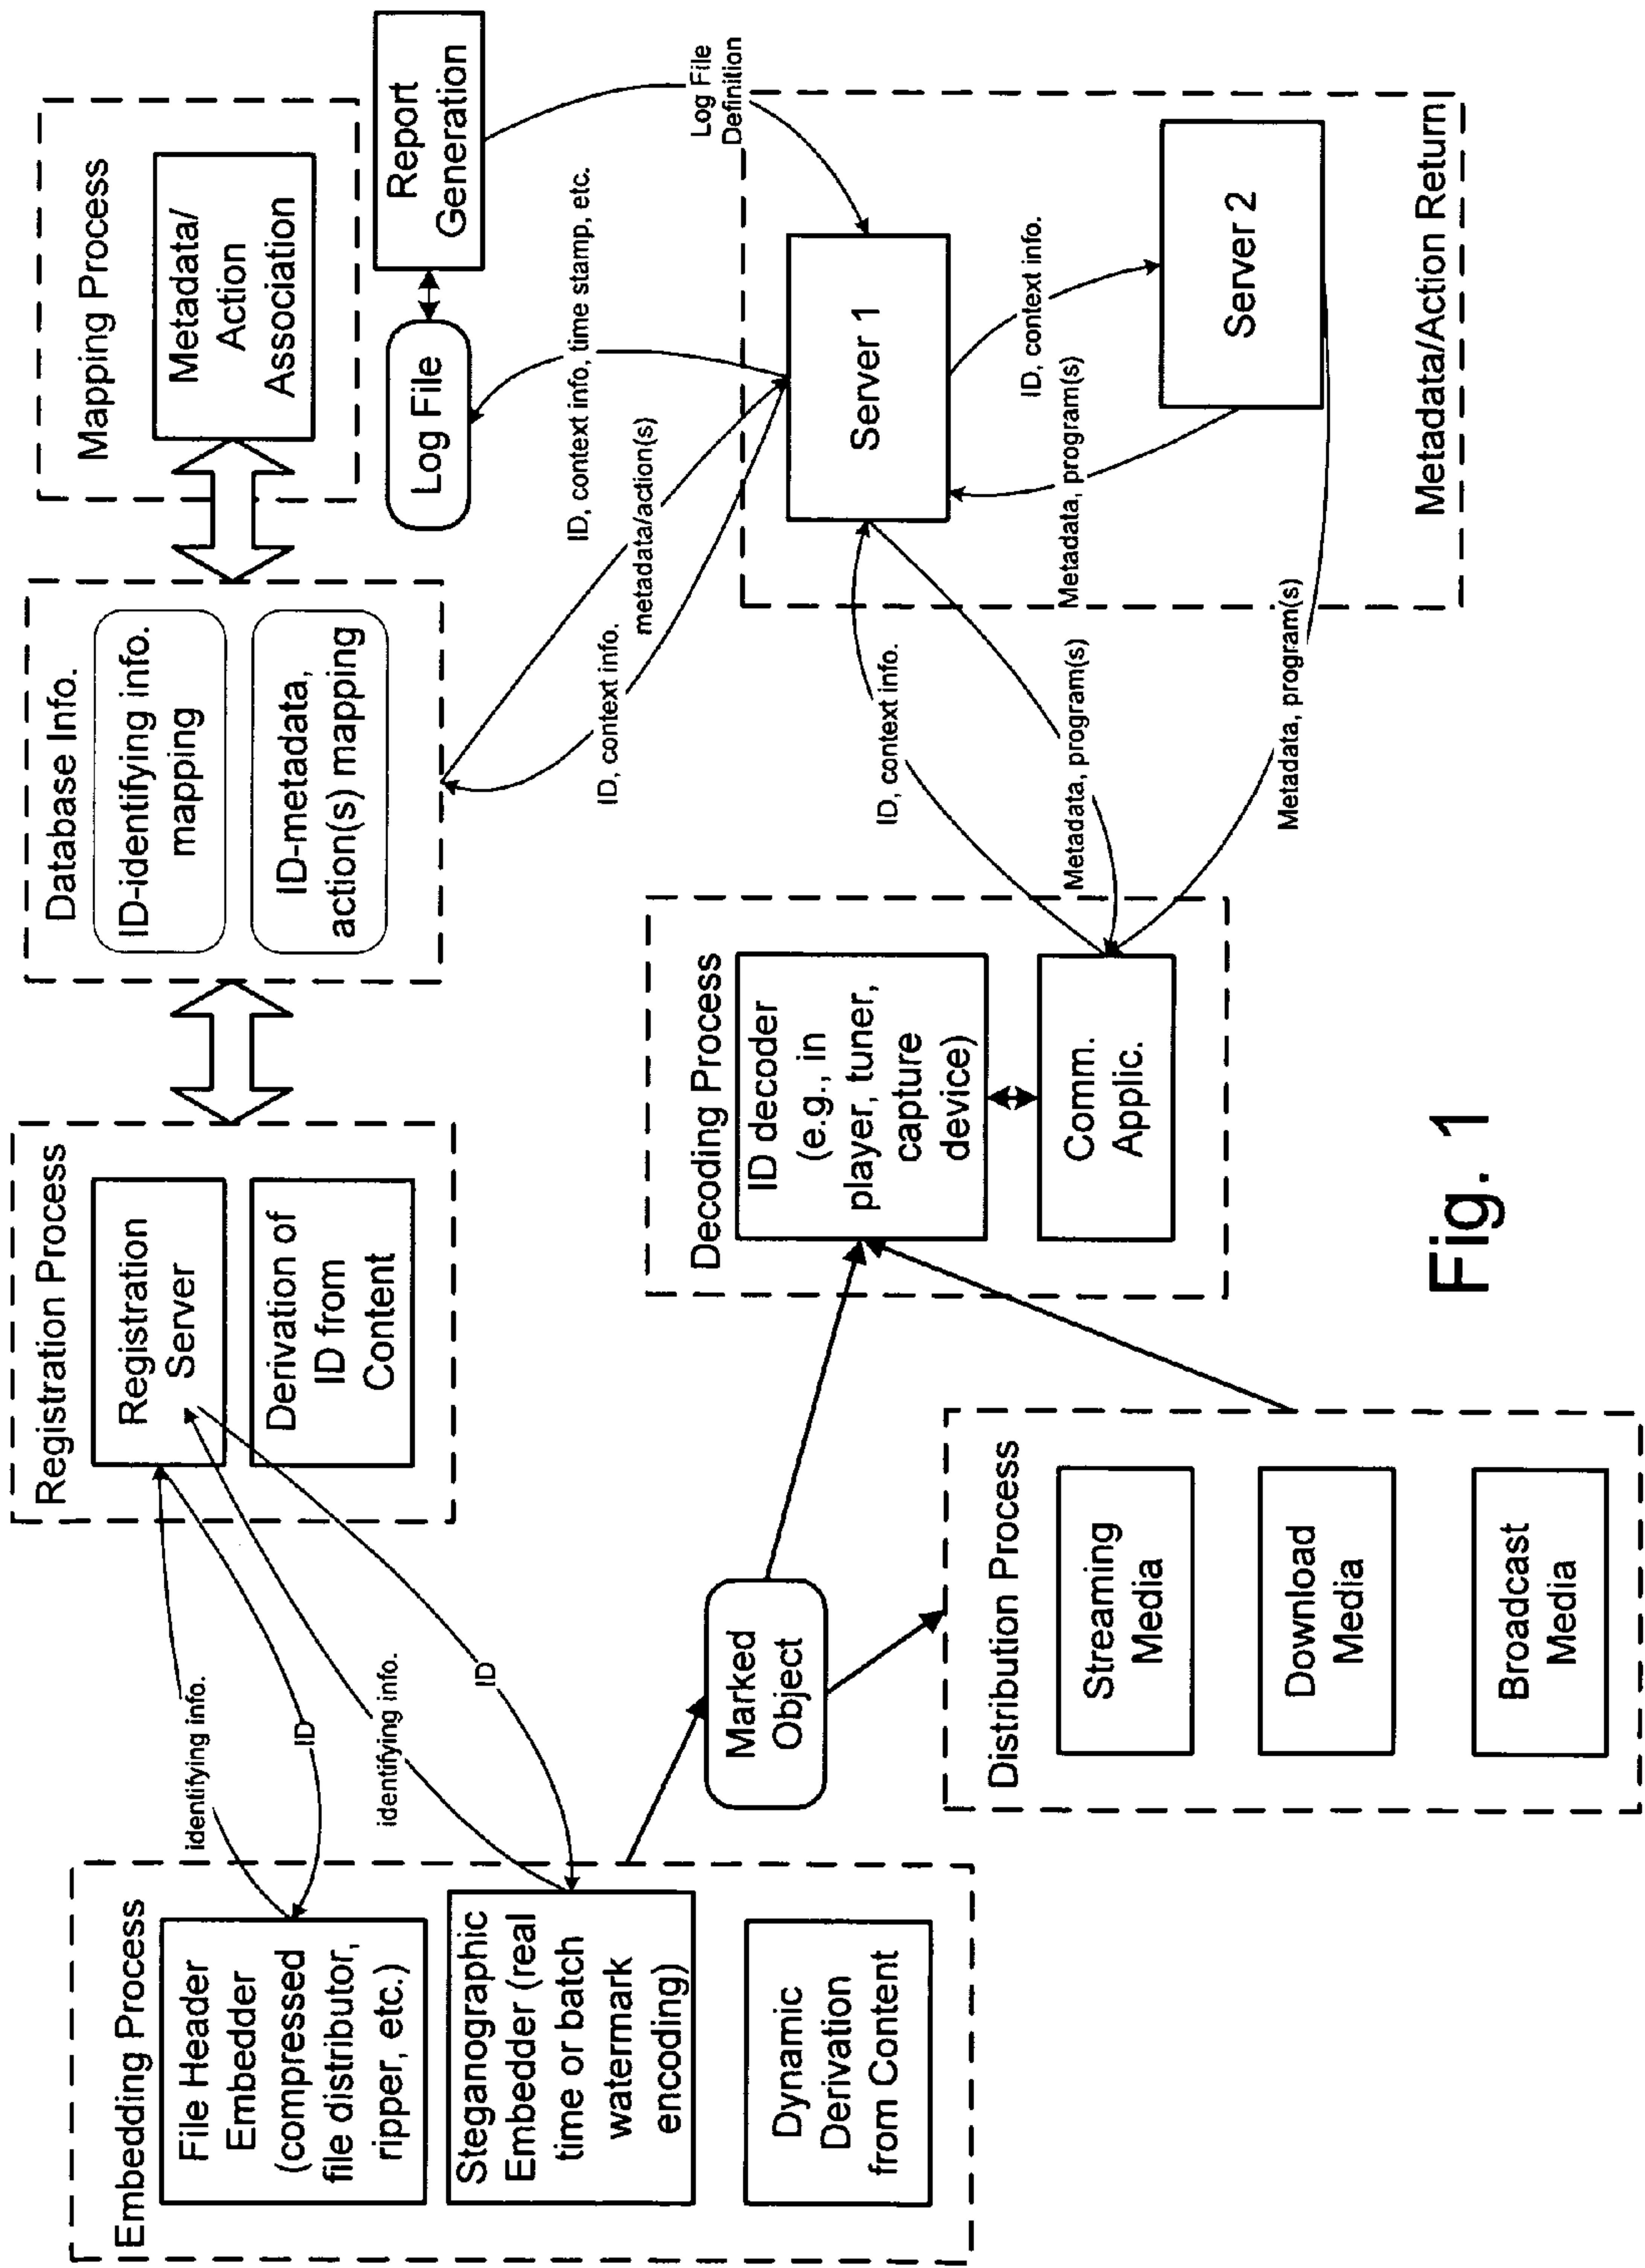 Embedding Process
File Header
Embedder
(compressed
file distributor,
ripper, etc.)
Steganographic
Embedder (real
time or batch
watermark
encoding)
Dynamic
Derivation
from Content
identifying info.
ID
identifying info.
ID
Registration Process
Registration
Server
Derivation of
ID from
Content
Database Info.
ID-identifying info.
mapping
ID-metadata,
action(s) mapping
Mapping Process
Metadata/
Action
Association
Log File
Report
Generation
Log File
Definition
ID, context info, time stamp, etc.
metadata/action(s)
ID, context info.
Marked
Object
Distribution Process
Streaming
Media
Download
Media
Broadcast
Media
Decoding Process
ID decoder
(e.g., in
player, tuner,
capture
device)
Comm.
Applic.
ID, context info.
Metadata, program(s)
Metadata, program(s)
Server 1
ID, context info.
Metadata, program(s)
Server 2
Metadata/Action Return
Fig. 1